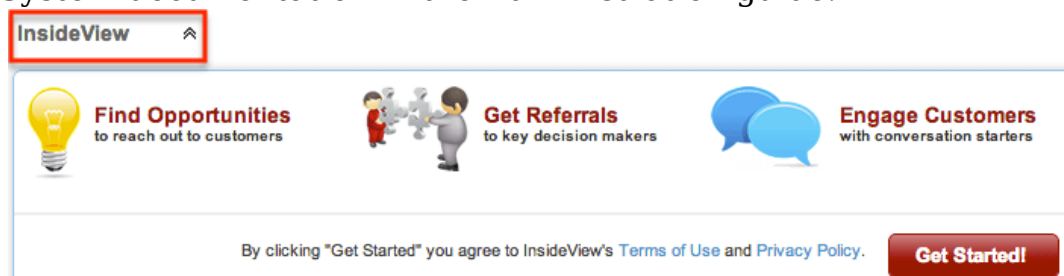 InsideView
Find Opportunities
to reach out to customers
Get Referrals
to key decision makers
Engage Customers
with conversation starters
By clicking "Get Started" you agree to InsideView's Terms of Use and Privacy Policy.
Get Started!